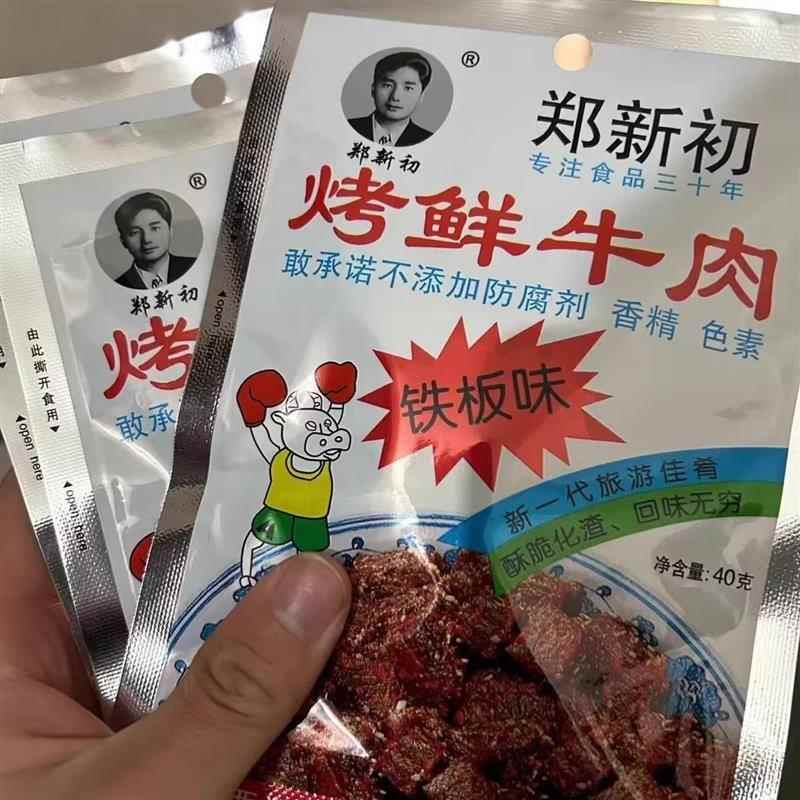 ®
郑新初
郑新初
专注食品三十年
烤鲜牛肉
敢承诺不添加防腐剂 香精 色素
铁板味
新一代旅游佳肴
酥脆化渣、回味无穷
净含量:40克
open here
®
郑新初
烤
敢承
由此撕开食用
open here
open here